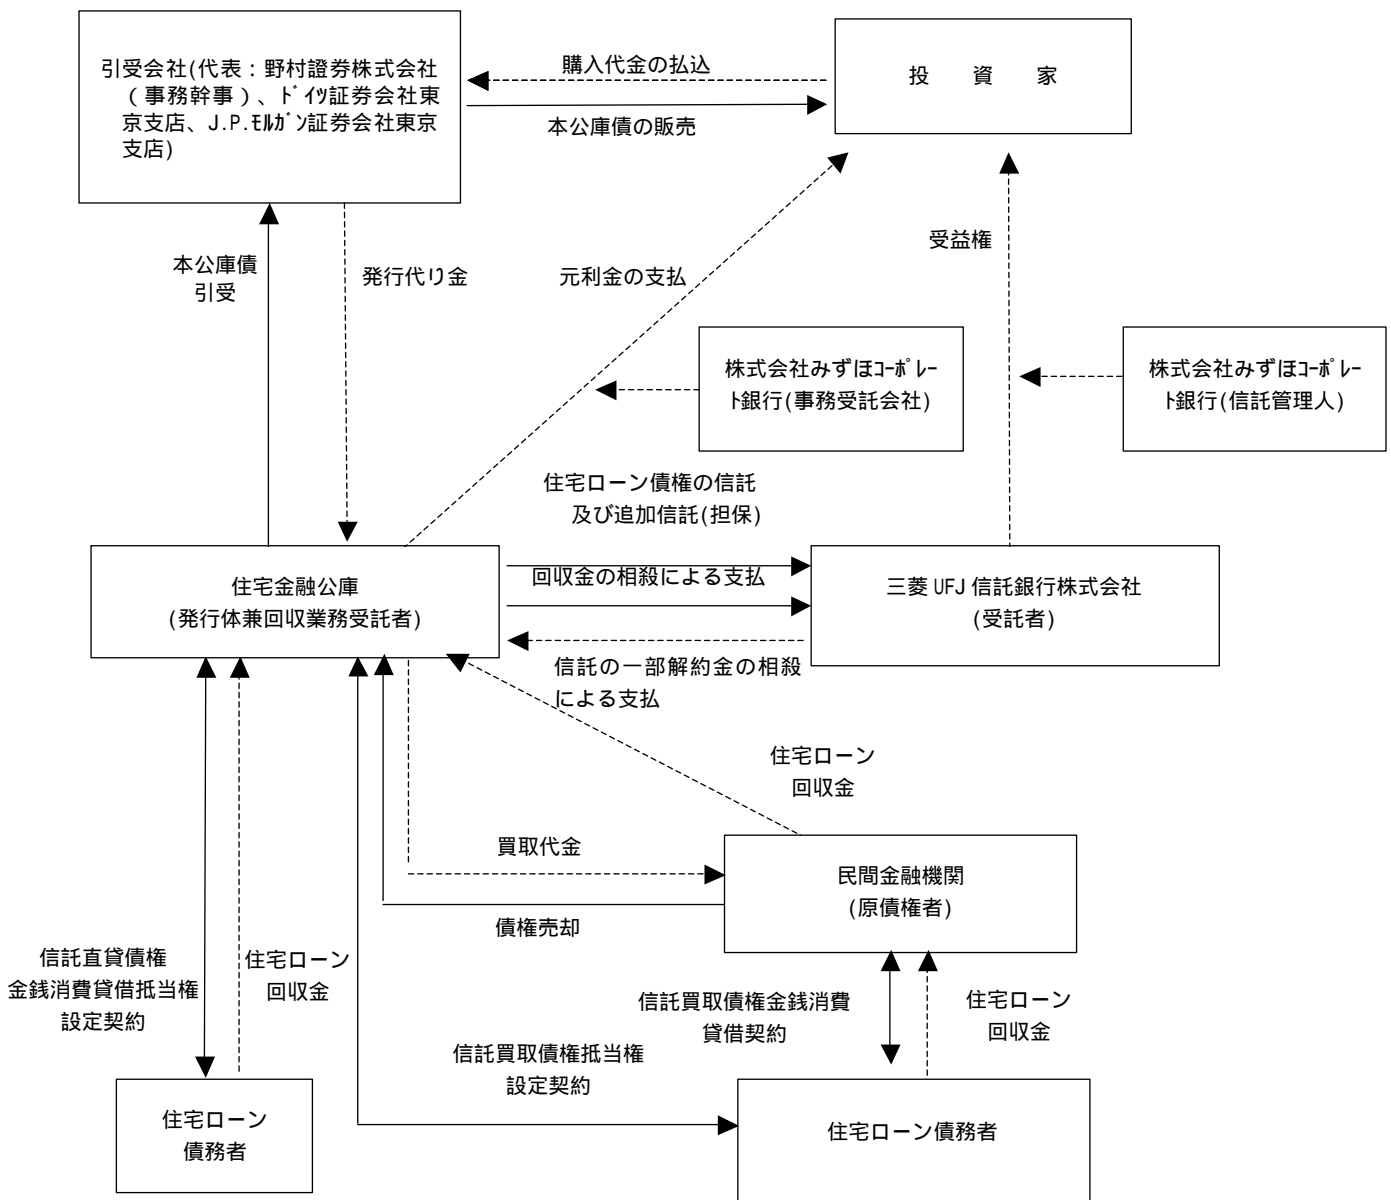 引受会社(代表：野村證券株式会社
（事務幹事）、ﾄﾞｲﾂ証券会社東
京支店、J.P.ﾓﾙｶﾞﾝ証券会社東京
支店)
購入代金の払込
本公庫債の販売
投　資　家
本公庫債
引受
発行代り金
元利金の支払
受益権
株式会社みずほｺｰﾎﾟﾚｰ
ﾄ銀行(事務受託会社)
株式会社みずほｺｰﾎﾟﾚｰ
ﾄ銀行(信託管理人)
住宅ローン債権の信託
及び追加信託(担保)
住宅金融公庫
(発行体兼回収業務受託者)
回収金の相殺による支払
三菱 UFJ 信託銀行株式会社
(受託者)
信託の一部解約金の相殺
による支払
住宅ローン
回収金
買取代金
民間金融機関
(原債権者)
債権売却
信託直貸債権
金銭消費貸借抵当権
設定契約
住宅ローン
回収金
信託買取債権金銭消費
貸借契約
住宅ローン
回収金
信託買取債権抵当権
設定契約
住宅ローン
債務者
住宅ローン債務者